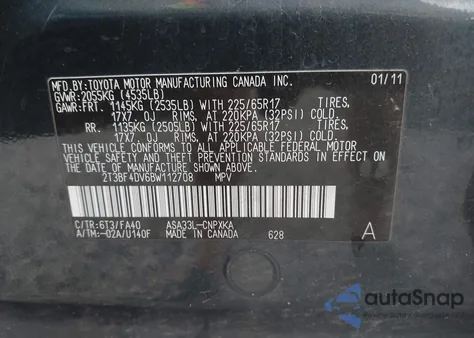 MFD.BY:TOYOTA MOTOR MANUFACTURING CANADA INC. 01/11
GVWR:2055KG (4535LB)
GAWR:FRT. 1145KG (2535LB)WITH 225/65R17 TIRES,
17X7 0J RIMS, AT 220KPA (32PSI) COLD.
RR. 1135KG (2505LB)WITH 225/65R17 TIRES,
17X7 0J RIMS, AT 220KPA (32PSI) COLD.
THIS VEHICLE CONFORMS TO ALL APPLICABLE FEDERAL MOTOR
VEHICLE SAFETY, AND THEFT PREVENTION
STANDARDS IN EFFECT ON THE DATE OF MANUFACTURE
SHOWN ABOVE.
2T3BF4DV6BW112708 MPV
C/TR:6T3/FA40 ASA33L-CNPXKA
A/TM:-02A/U140F MADE IN CANADA 628 A
autoSnap